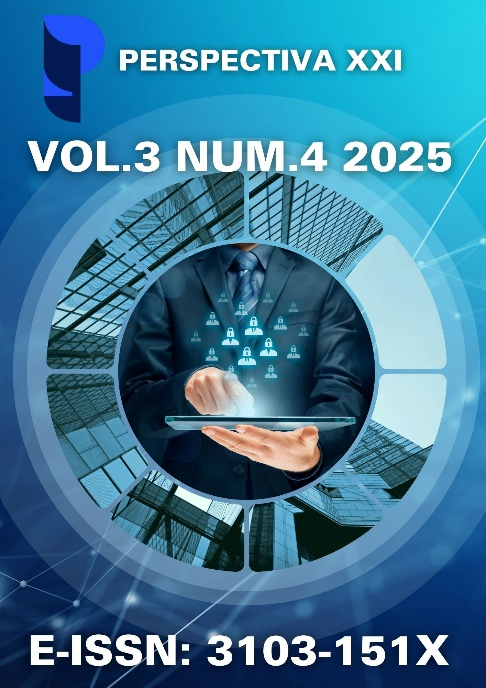 PERSPECTIVA XXI
VOL.3 NUM.4 2025
E-ISSN: 3103-151X